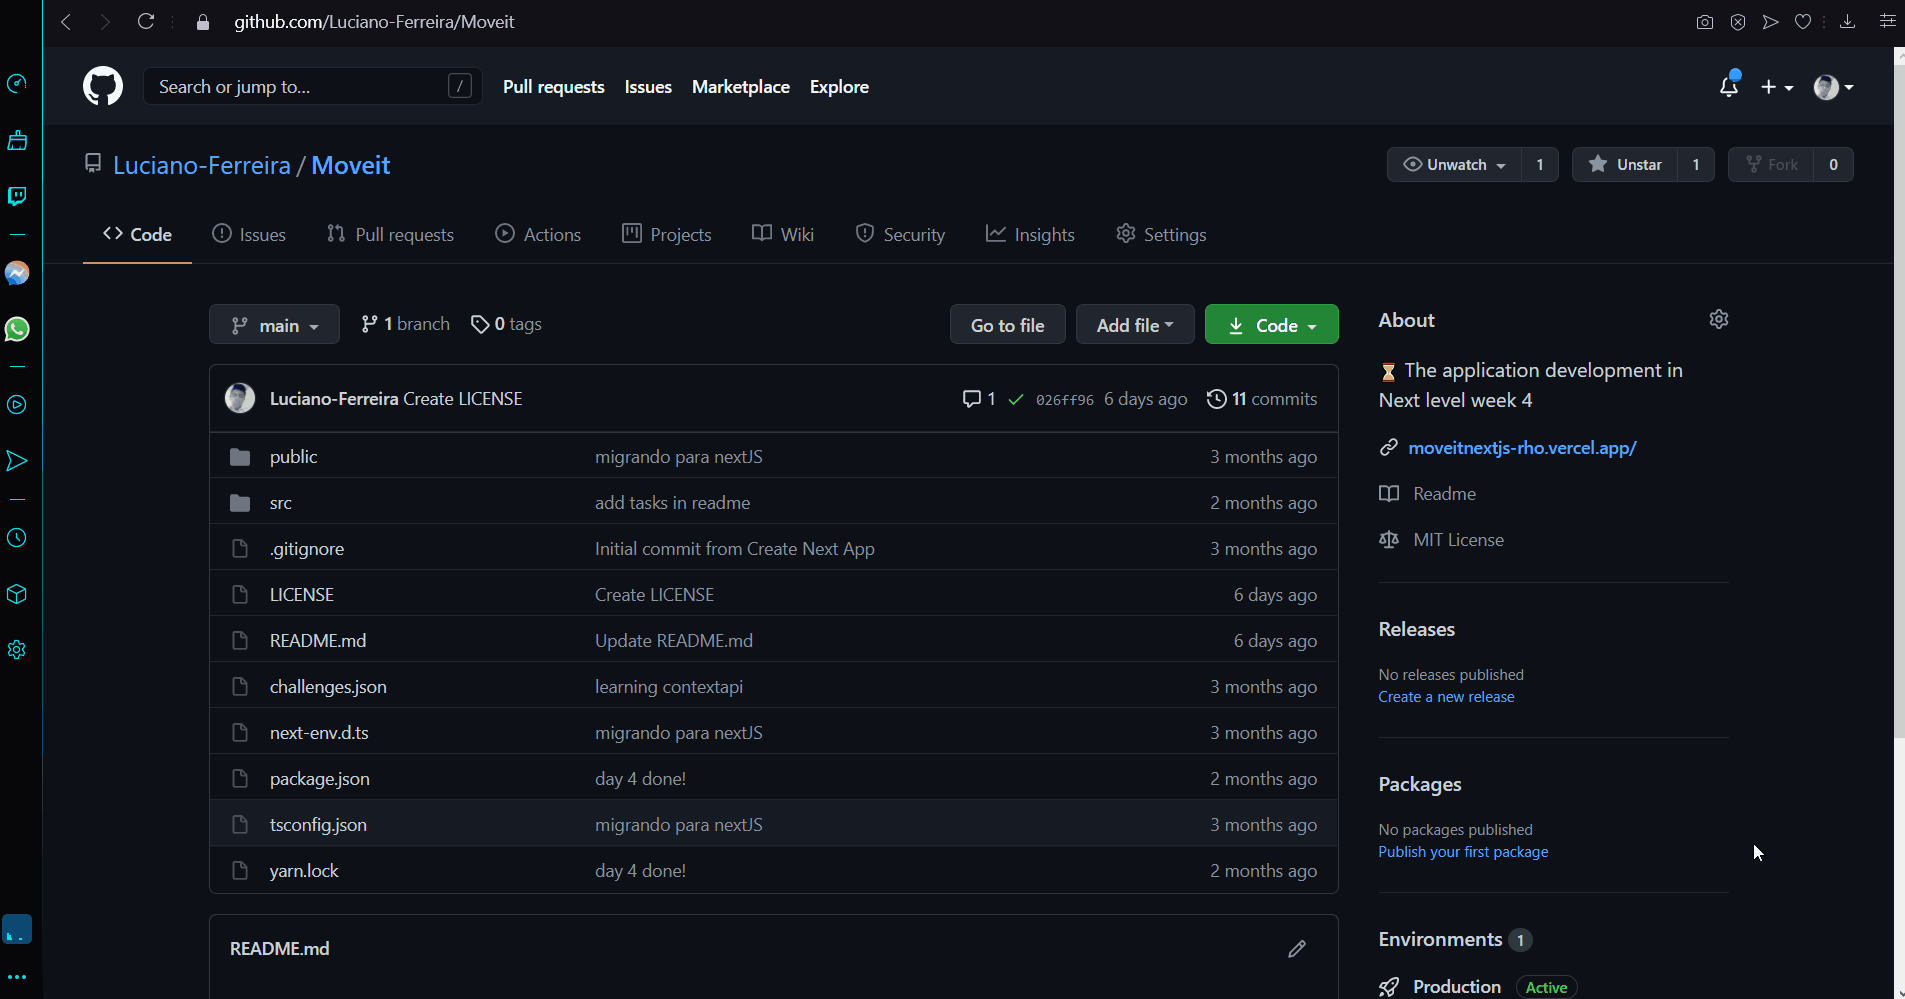 github.com/Luciano-Ferreira/Moveit
Search or jump to... / Pull requests Issues Marketplace Explore
Luciano-Ferreira / Moveit Unwatch 1 Unstar 1 Fork 0
Code Issues Pull requests Actions Projects Wiki Security Insights Settings
main 1 branch 0 tags Go to file Add file Code
Luciano-Ferreira Create LICENSE 1 026ff96 6 days ago 11 commits
public migrando para nextJS 3 months ago
src add tasks in readme 2 months ago
.gitignore Initial commit from Create Next App 3 months ago
LICENSE Create LICENSE 6 days ago
README.md Update README.md 6 days ago
challenges.json learning contextapi 3 months ago
next-env.d.ts migrando para nextJS 3 months ago
package.json day 4 done! 2 months ago
tsconfig.json migrando para nextJS 3 months ago
yarn.lock day 4 done! 2 months ago
README.md
About
⏳ The application development in
Next level week 4
moveitnextjs-rho.vercel.app/
Readme
MIT License
Releases
No releases published
Create a new release
Packages
No packages published
Publish your first package
Environments 1
Production Active